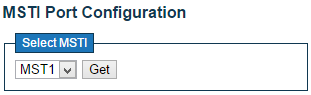 MSTI Port Configuration
Select MSTI
MST1 Get